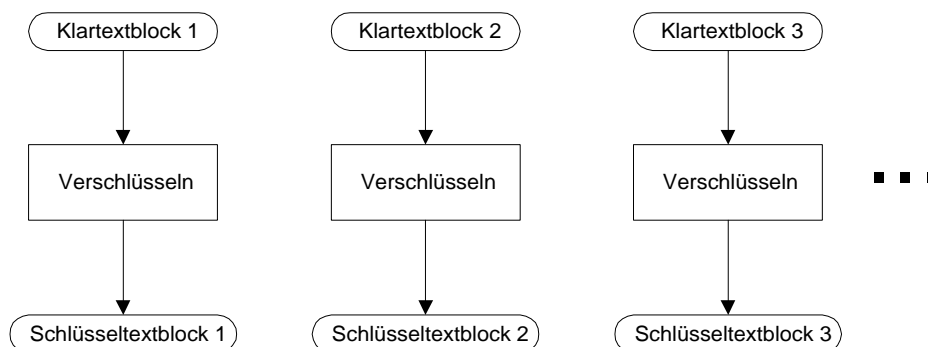 Klartextblock 1
Klartextblock 2
Klartextblock 3
Verschlüsseln
Verschlüsseln
Verschlüsseln
Schlüsseltextblock 1
Schlüsseltextblock 2
Schlüsseltextblock 3